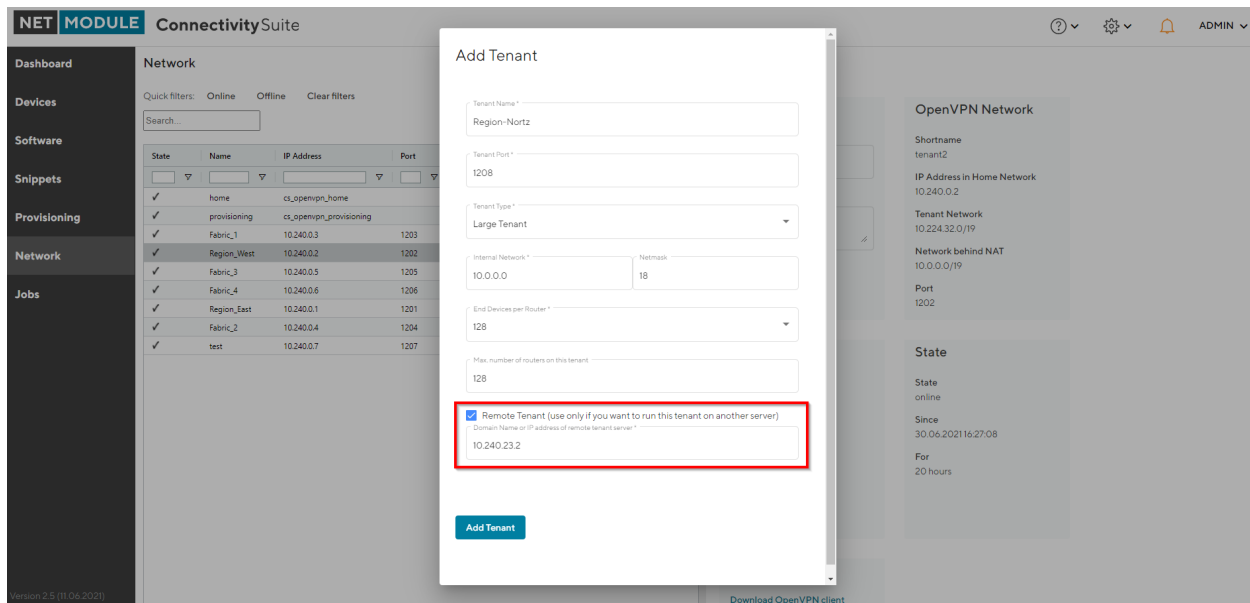 NET MODULE ConnectivitySuite
ADMIN
Dashboard
Devices
Software
Snippets
Provisioning
Network
Jobs
Version 2.5 (11.06.2021)
Network
Quick filters: Online Offline Clear filters
Search...
State Name IP Address Port
home cs_openvpn_home
provisioning cs_openvpn_provisioning
Fabric_1 10.240.0.3 1203
Region_West 10.240.0.2 1202
Fabric_3 10.240.0.5 1205
Fabric_4 10.240.0.6 1206
Region_East 10.240.0.1 1201
Fabric_2 10.240.0.4 1204
test 10.240.0.7 1207
Add Tenant
Tenant Name *
Region-Nortz
Tenant Port *
1208
Tenant Type *
Large Tenant
Internal Network * Netmask
10.0.0.0 18
End Devices per Router *
128
Max. number of routers on this tenant
128
Remote Tenant (use only if you want to run this tenant on another server)
Domain Name or IP address of remote tenant server *
10.240.23.2
Add Tenant
OpenVPN Network
Shortname
tenant2
IP Address in Home Network
10.240.0.2
Tenant Network
10.224.32.0/19
Network behind NAT
10.0.0.0/19
Port
1202
State
State
online
Since
30.06.2021 16:27:08
For
20 hours
Download OpenVPN client